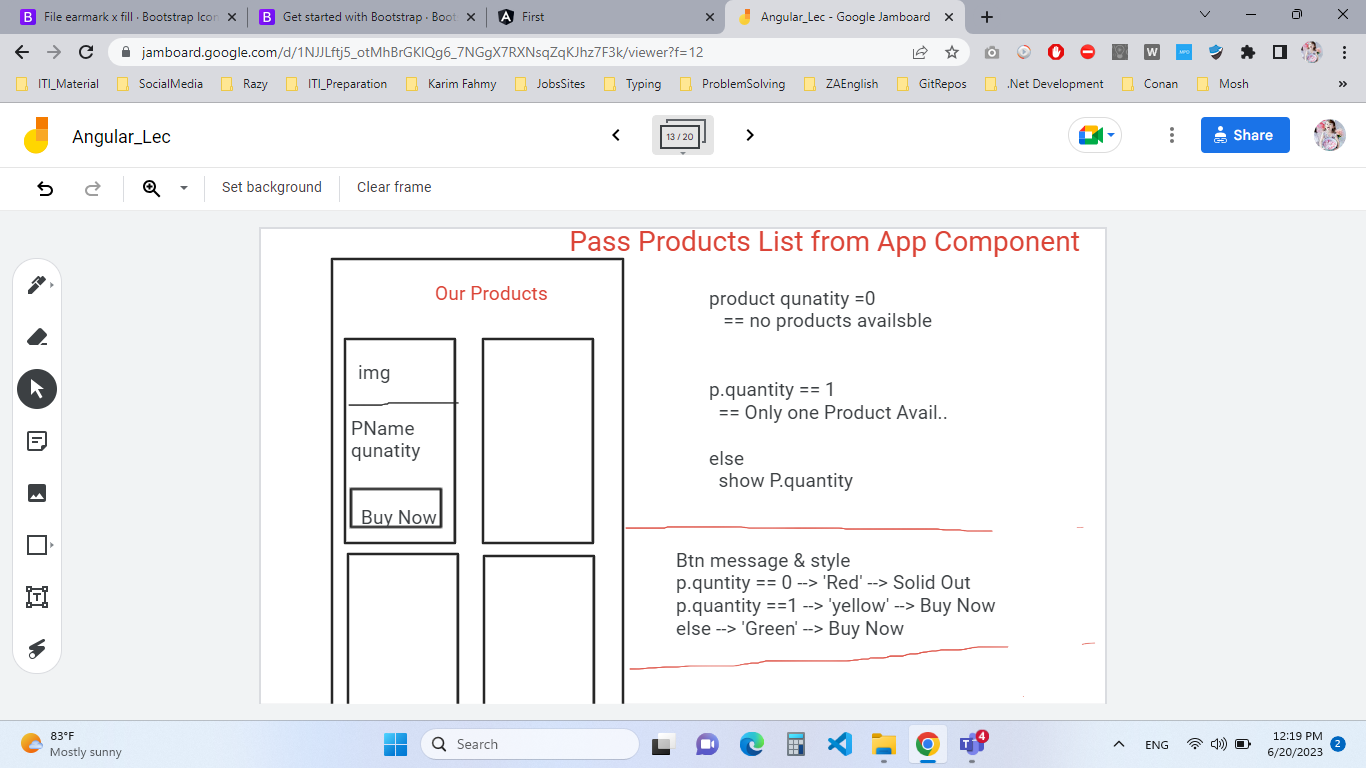 File earmark x fill · Bootstrap Icon
Get started with Bootstrap · Boot
First
Angular_Lec - Google Jamboard
jamboard.google.com/d/1NJJLftj5_otMhBrGKlQg6_7NGgX7RXNsqZqKJhz7F3k/viewer?f=12
ITI_Material
SocialMedia
Razy
ITI_Preparation
Karim Fahmy
JobsSites
Typing
ProblemSolving
ZAEnglish
GitRepos
.Net Development
Conan
Mosh
Angular_Lec
13 / 20
Share
Set background
Clear frame
Pass Products List from App Component
Our Products
img
PName
qunatity
Buy Now
product qunatity =0
== no products availsble
p.quantity == 1
== Only one Product Avail..
else
show P.quantity
Btn message & style
p.quntity == 0 --> 'Red' --> Solid Out
p.quantity ==1 --> 'yellow' --> Buy Now
else --> 'Green' --> Buy Now
83°F
Mostly sunny
Search
4
ENG
12:19 PM
6/20/2023
2